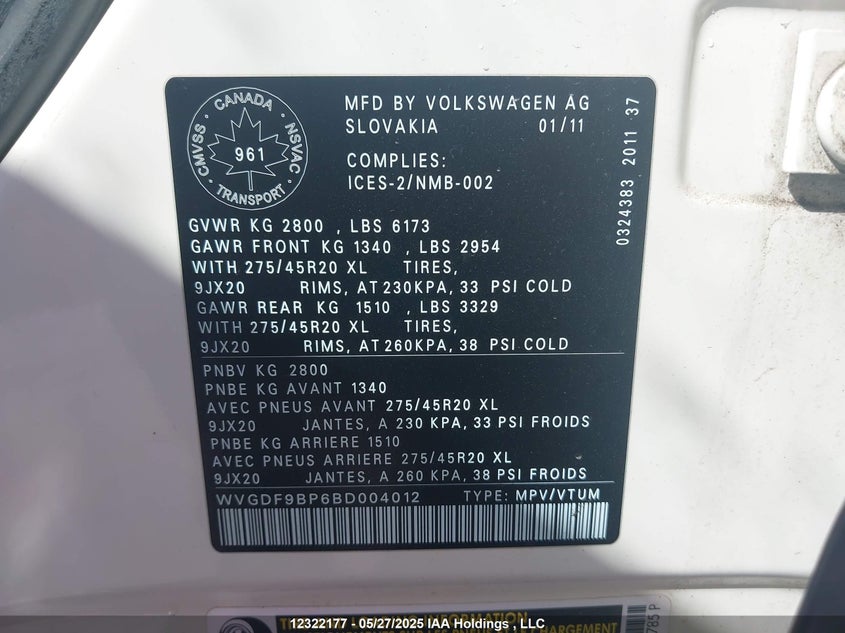 CANADA
CMVSS
NSVAC
961
TRANSPORT
MFD BY VOLKSWAGEN AG
SLOVAKIA 01/11
COMPLIES:
ICES-2/NMB-002
0324383 2011 37
GVWR KG 2800 , LBS 6173
GAWR FRONT KG 1340 , LBS 2954
WITH 275/45R20 XL TIRES,
9JX20 RIMS, AT 230KPA, 33 PSI COLD
GAWR REAR KG 1510 , LBS 3329
WITH 275/45R20 XL TIRES,
9JX20 RIMS, AT 260KPA, 38 PSI COLD
PNBV KG 2800
PNBE KG AVANT 1340
AVEC PNEUS AVANT 275/45R20 XL
9JX20 JANTES, A 230 KPA, 33 PSI FROIDS
PNBE KG ARRIERE 1510
AVEC PNEUS ARRIERE 275/45R20 XL
9JX20 JANTES, A 260 KPA, 38 PSI FROIDS
WVGDF9BP6BD004012 TYPE: MPV/VTUM
INFORMATION
CHARGEMENT
785 P
12322177 - 05/27/2025 IAA Holdings , LLC